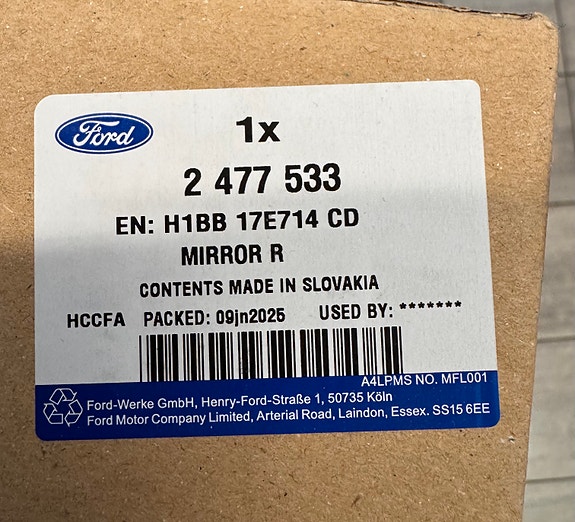 Ford
1x
2 477 533
EN: H1BB 17E714 CD
MIRROR R
CONTENTS MADE IN SLOVAKIA
HCCFA PACKED: 09jn2025 USED BY: *******
A4LPMS NO. MFL001
Ford-Werke GmbH, Henry-Ford-Straße 1, 50735 Köln
Ford Motor Company Limited, Arterial Road, Laindon, Essex. SS15 6EE